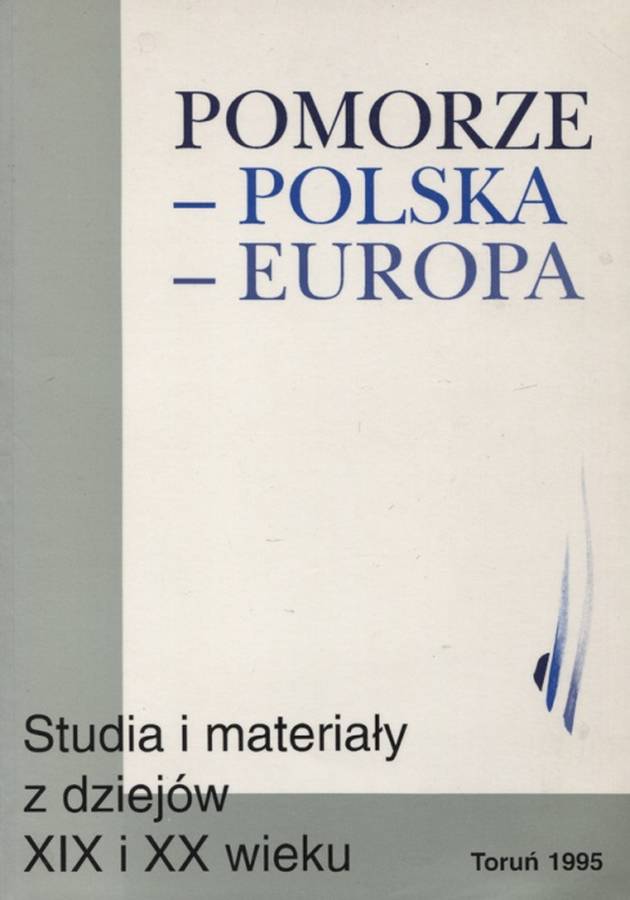 POMORZE
– POLSKA
– EUROPA
Studia i materiały
z dziejów
XIX i XX wieku
Toruń 1995